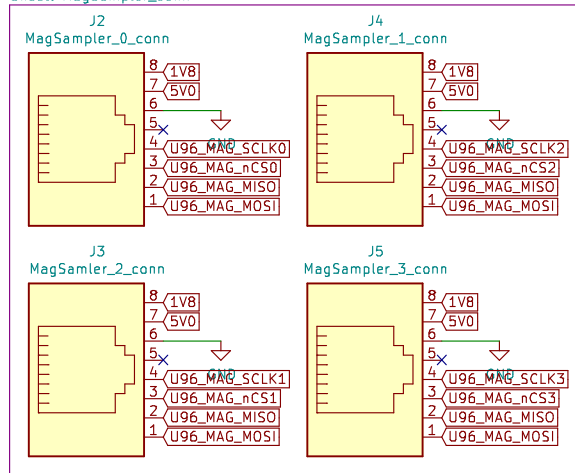 J2
MagSampler_0_conn
8 1V8
7 5V0
6
GND
5
4 U96_MAG_SCLK0
3 U96_MAG_nCS0
2 U96_MAG_MISO
1 U96_MAG_MOSI
J4
MagSampler_1_conn
8 1V8
7 5V0
6
GND
5
4 U96_MAG_SCLK2
3 U96_MAG_nCS2
2 U96_MAG_MISO
1 U96_MAG_MOSI
J3
MagSamler_2_conn
8 1V8
7 5V0
6
GND
5
4 U96_MAG_SCLK1
3 U96_MAG_nCS1
2 U96_MAG_MISO
1 U96_MAG_MOSI
J5
MagSampler_3_conn
8 1V8
7 5V0
6
GND
5
4 U96_MAG_SCLK3
3 U96_MAG_nCS3
2 U96_MAG_MISO
1 U96_MAG_MOSI